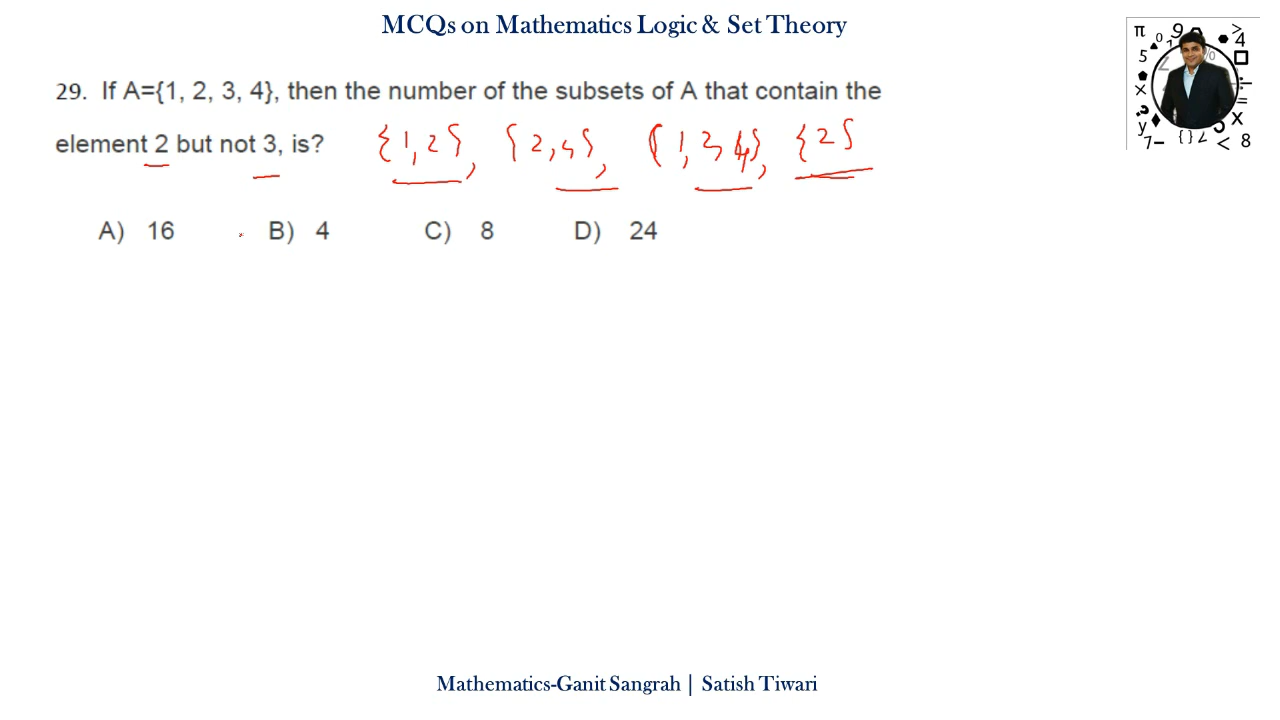 MCQs on Mathematics Logic & Set Theory
29. If A={1, 2, 3, 4}, then the number of the subsets of A that contain the
element 2 but not 3, is? {1,2}, {2,4}, {1,2,4}, {2}
A) 16 B) 4 C) 8 D) 24
Mathematics-Ganit Sangrah | Satish Tiwari